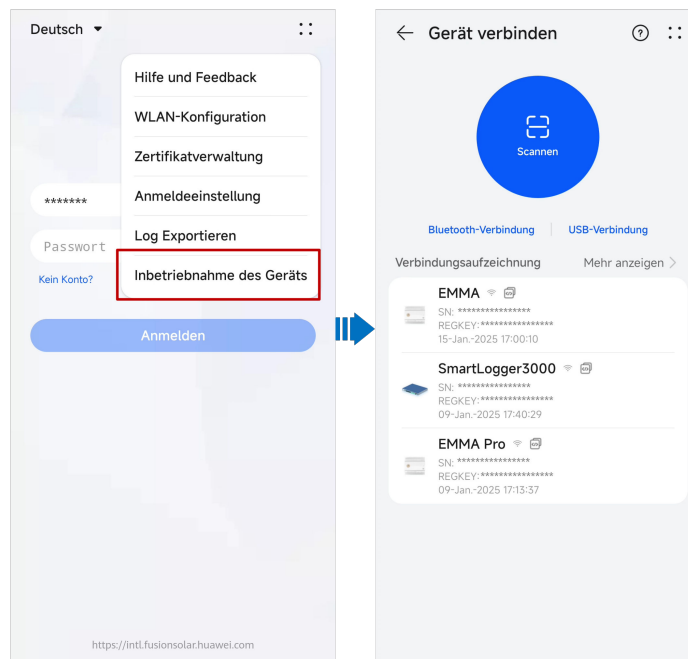 Deutsch
Hilfe und Feedback
WLAN-Konfiguration
Zertifikatverwaltung
Anmeldeeinstellung
Log Exportieren
Inbetriebnahme des Geräts
*******
Passwort
Kein Konto?
Anmelden
https://intl.fusionsolar.huawei.com
Gerät verbinden
Scannen
Bluetooth-Verbindung USB-Verbindung
Verbindungsaufzeichnung Mehr anzeigen
EMMA
SN: ****************
REGKEY:****************
15-Jan.-2025 17:00:10
SmartLogger3000
SN: ****************
REGKEY:****************
09-Jan.-2025 17:40:29
EMMA Pro
SN: ****************
REGKEY:****************
09-Jan.-2025 17:13:37